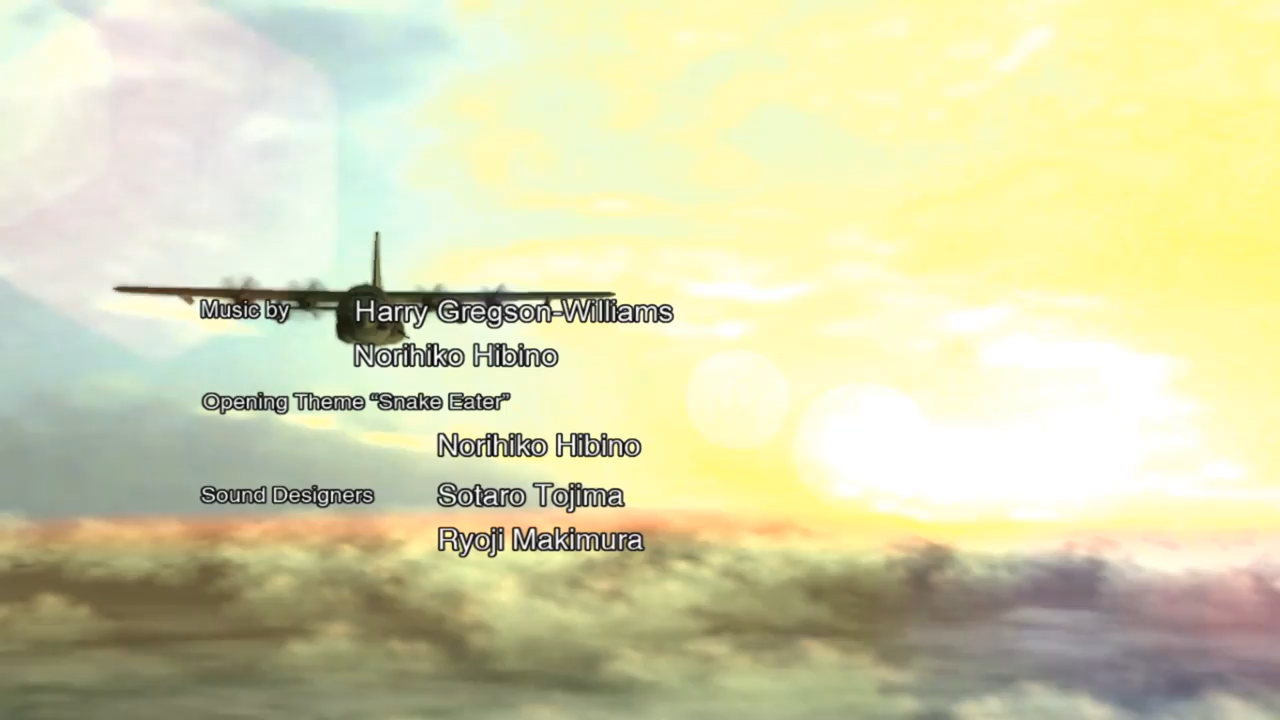 Music by Harry Gregson-Williams
Norihiko Hibino
Opening Theme “Snake Eater”
Norihiko Hibino
Sound Designers Sotaro Tojima
Ryoji Makimura